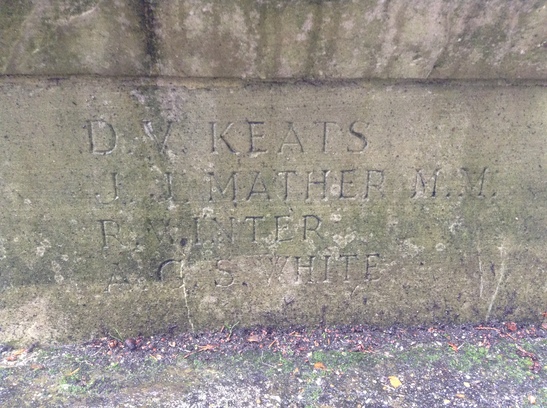 D. V. KEATS
J. J. MATHER M.M.
R. WINTER
A. C. S. WHITE